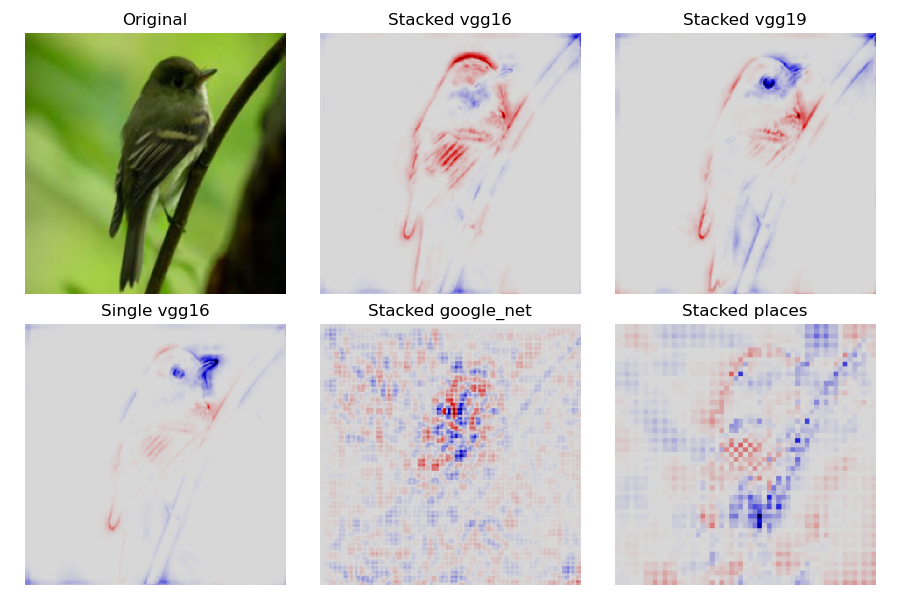 Original
Stacked vgg16
Stacked vgg19
Single vgg16
Stacked google_net
Stacked places